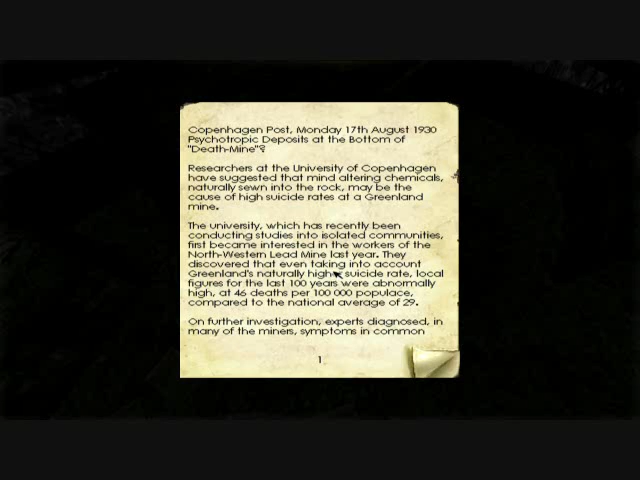 Copenhagen Post, Monday 17th August 1930
Psychotropic Deposits at the Bottom of
"Death-Mine"?
Researchers at the University of Copenhagen
have suggested that mind altering chemicals,
naturally sewn into the rock, may be the
cause of high suicide rates at a Greenland
mine.
The university, which has recently been
conducting studies into isolated communities,
first became interested in the workers of the
North-Western Lead Mine last year. They
discovered that even taking into account
Greenland's naturally high suicide rate, local
figures for the last 100 years were abnormally
high, at 46 deaths per 100 000 populace,
compared to the national average of 29.
On further investigation, experts diagnosed, in
many of the miners, symptoms in common
1